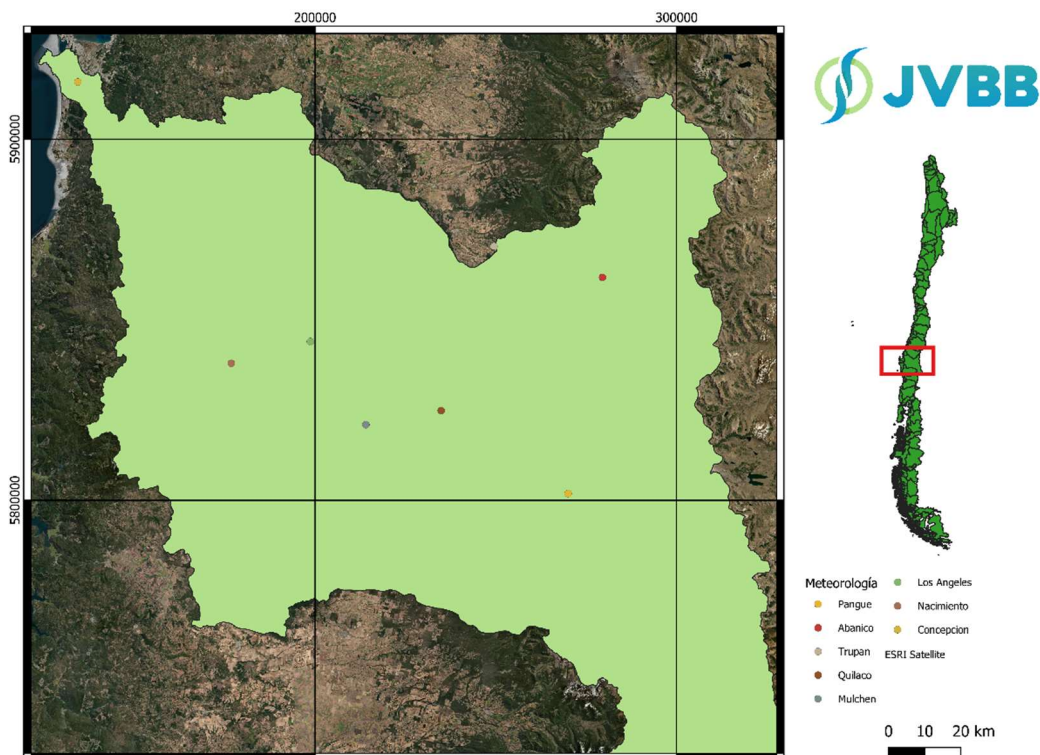 200000 300000
JVBB
5900000
5800000
Meteorología
Pangue
Abanico
Trupan
Quilaco
Mulchen
Los Angeles
Nacimiento
Concepcion
ESRI Satellite
0 10 20 km